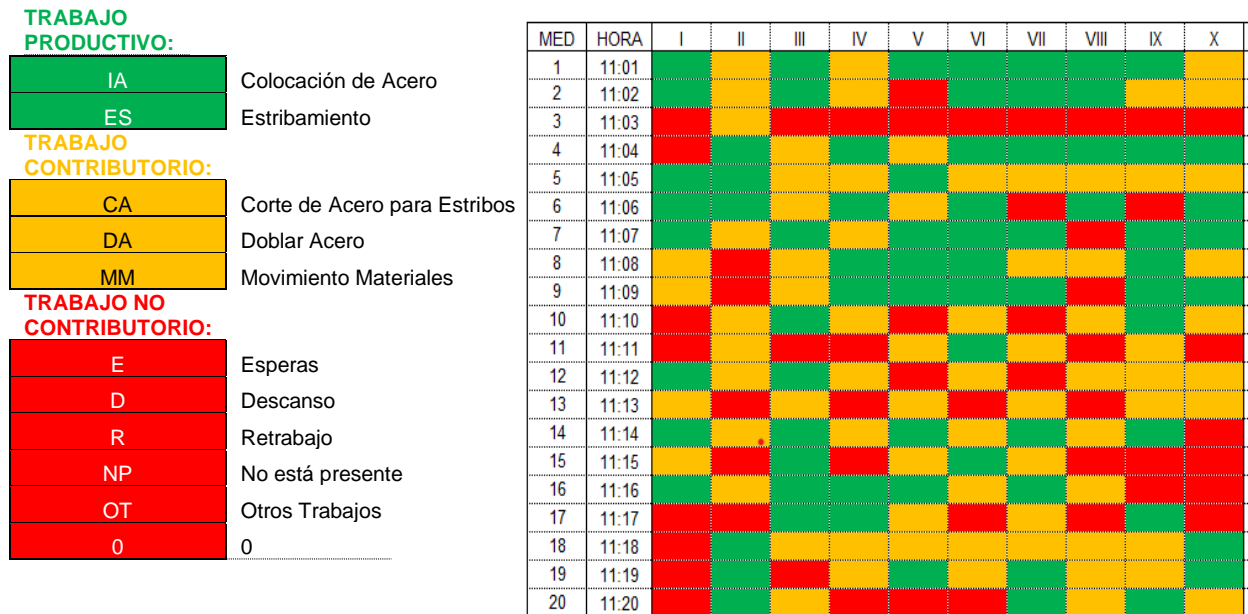 TRABAJO
PRODUCTIVO:
IA Colocación de Acero
ES Estribamiento
TRABAJO
CONTRIBUTORIO:
CA Corte de Acero para Estribos
DA Doblar Acero
MM Movimiento Materiales
TRABAJO NO
CONTRIBUTORIO:
E Esperas
D Descanso
R Retrabajo
NP No está presente
OT Otros Trabajos
0 0
MED HORA I II III IV V VI VII VIII IX X
1 11:01
2 11:02
3 11:03
4 11:04
5 11:05
6 11:06
7 11:07
8 11:08
9 11:09
10 11:10
11 11:11
12 11:12
13 11:13
14 11:14
15 11:15
16 11:16
17 11:17
18 11:18
19 11:19
20 11:20